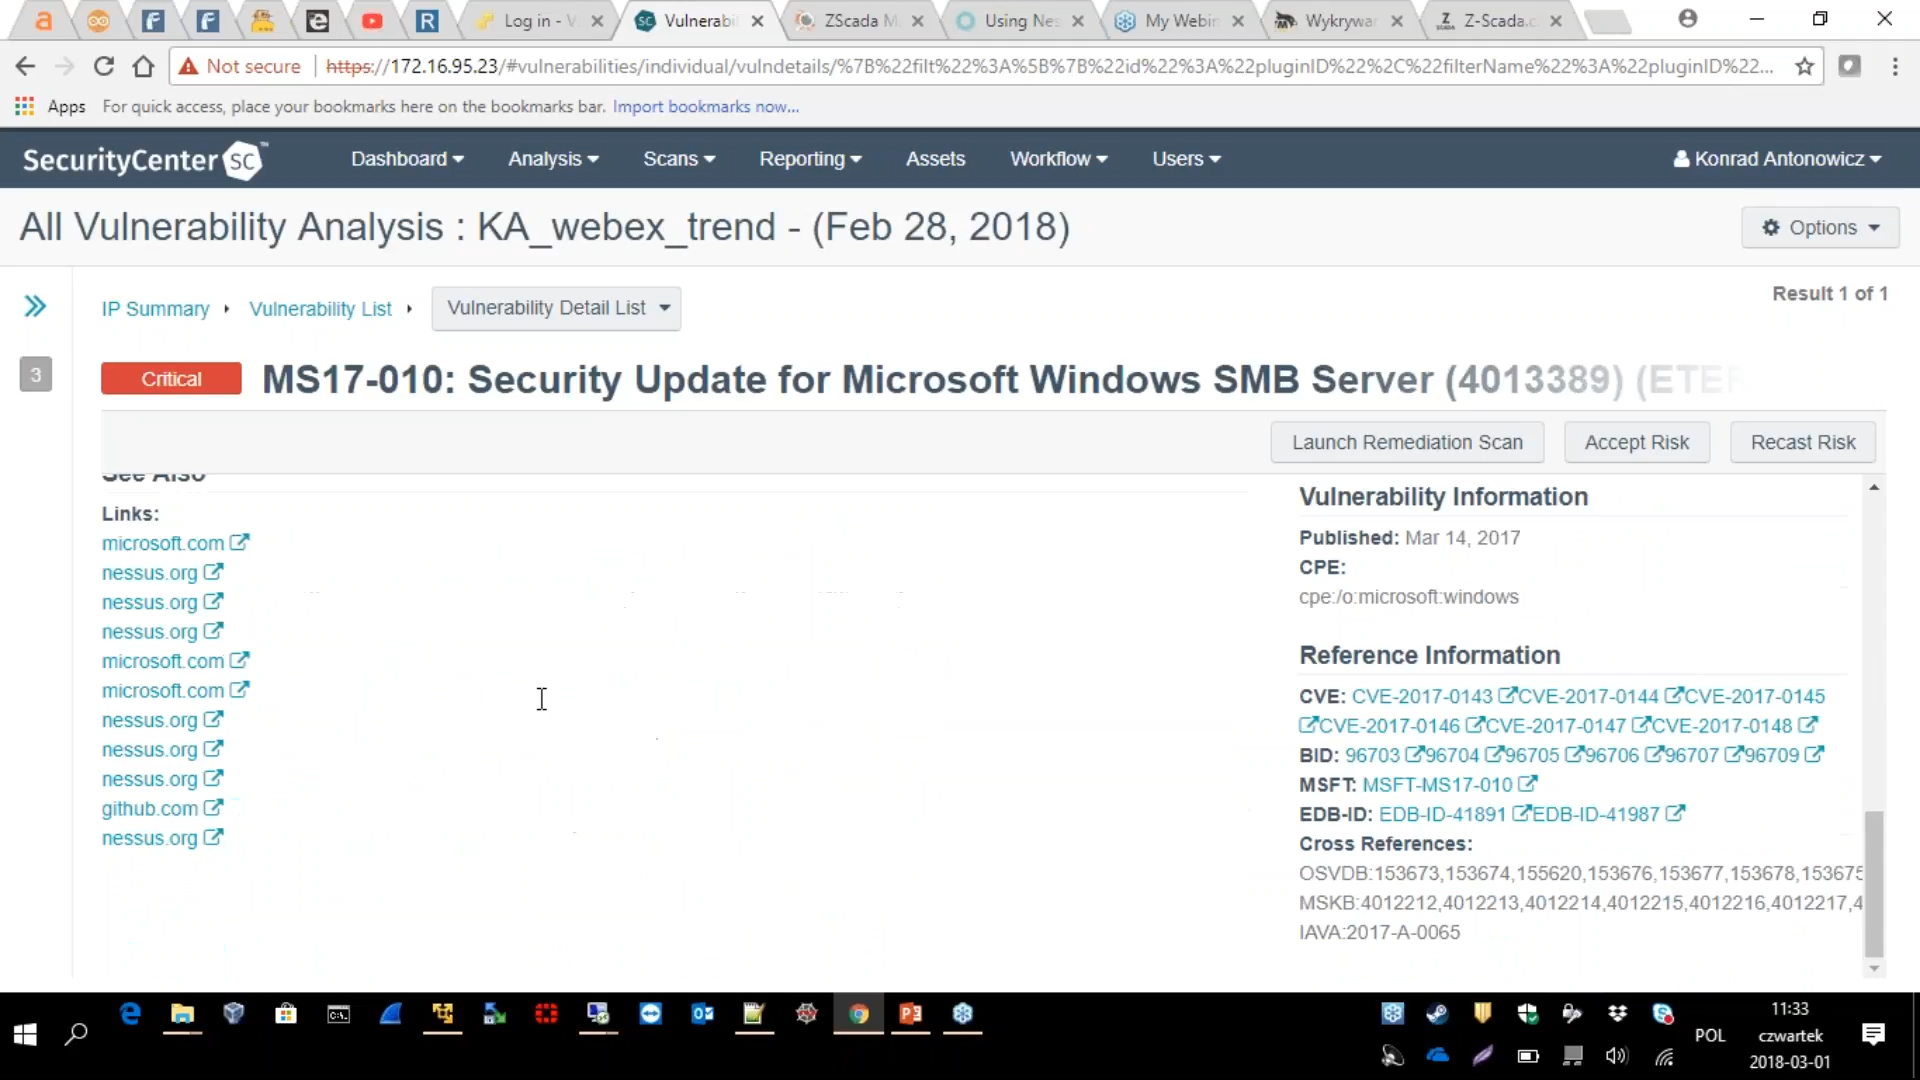 Log in - V
Vulnerabi
ZScada M
Using Nes
My Webin
Wykrywa
Z-Scada.c
Not secure https://172.16.95.23/#vulnerabilities/individual/vulndetails/%7B%22filt%22%3A%5B%7B%22id%22%3A%22pluginID%22%2C%22filterName%22%3A%22pluginID%22...
Apps For quick access, place your bookmarks here on the bookmarks bar. Import bookmarks now...
SecurityCenter SC Dashboard Analysis Scans Reporting Assets Workflow Users Konrad Antonowicz
All Vulnerability Analysis : KA_webex_trend - (Feb 28, 2018) Options
IP Summary Vulnerability List Vulnerability Detail List Result 1 of 1
3
Critical MS17-010: Security Update for Microsoft Windows SMB Server (4013389) (ETE
Launch Remediation Scan Accept Risk Recast Risk
See Also
Links:
microsoft.com
nessus.org
nessus.org
nessus.org
microsoft.com
microsoft.com
nessus.org
nessus.org
nessus.org
github.com
nessus.org
Vulnerability Information
Published: Mar 14, 2017
CPE:
cpe:/o:microsoft:windows
Reference Information
CVE: CVE-2017-0143 CVE-2017-0144 CVE-2017-0145
CVE-2017-0146 CVE-2017-0147 CVE-2017-0148
BID: 96703 96704 96705 96706 96707 96709
MSFT: MSFT-MS17-010
EDB-ID: EDB-ID-41891 EDB-ID-41987
Cross References:
OSVDB:153673,153674,155620,153676,153677,153678,153675
MSKB:4012212,4012213,4012214,4012215,4012216,4012217,4
IAVA:2017-A-0065
POL
11:33
czwartek
2018-03-01